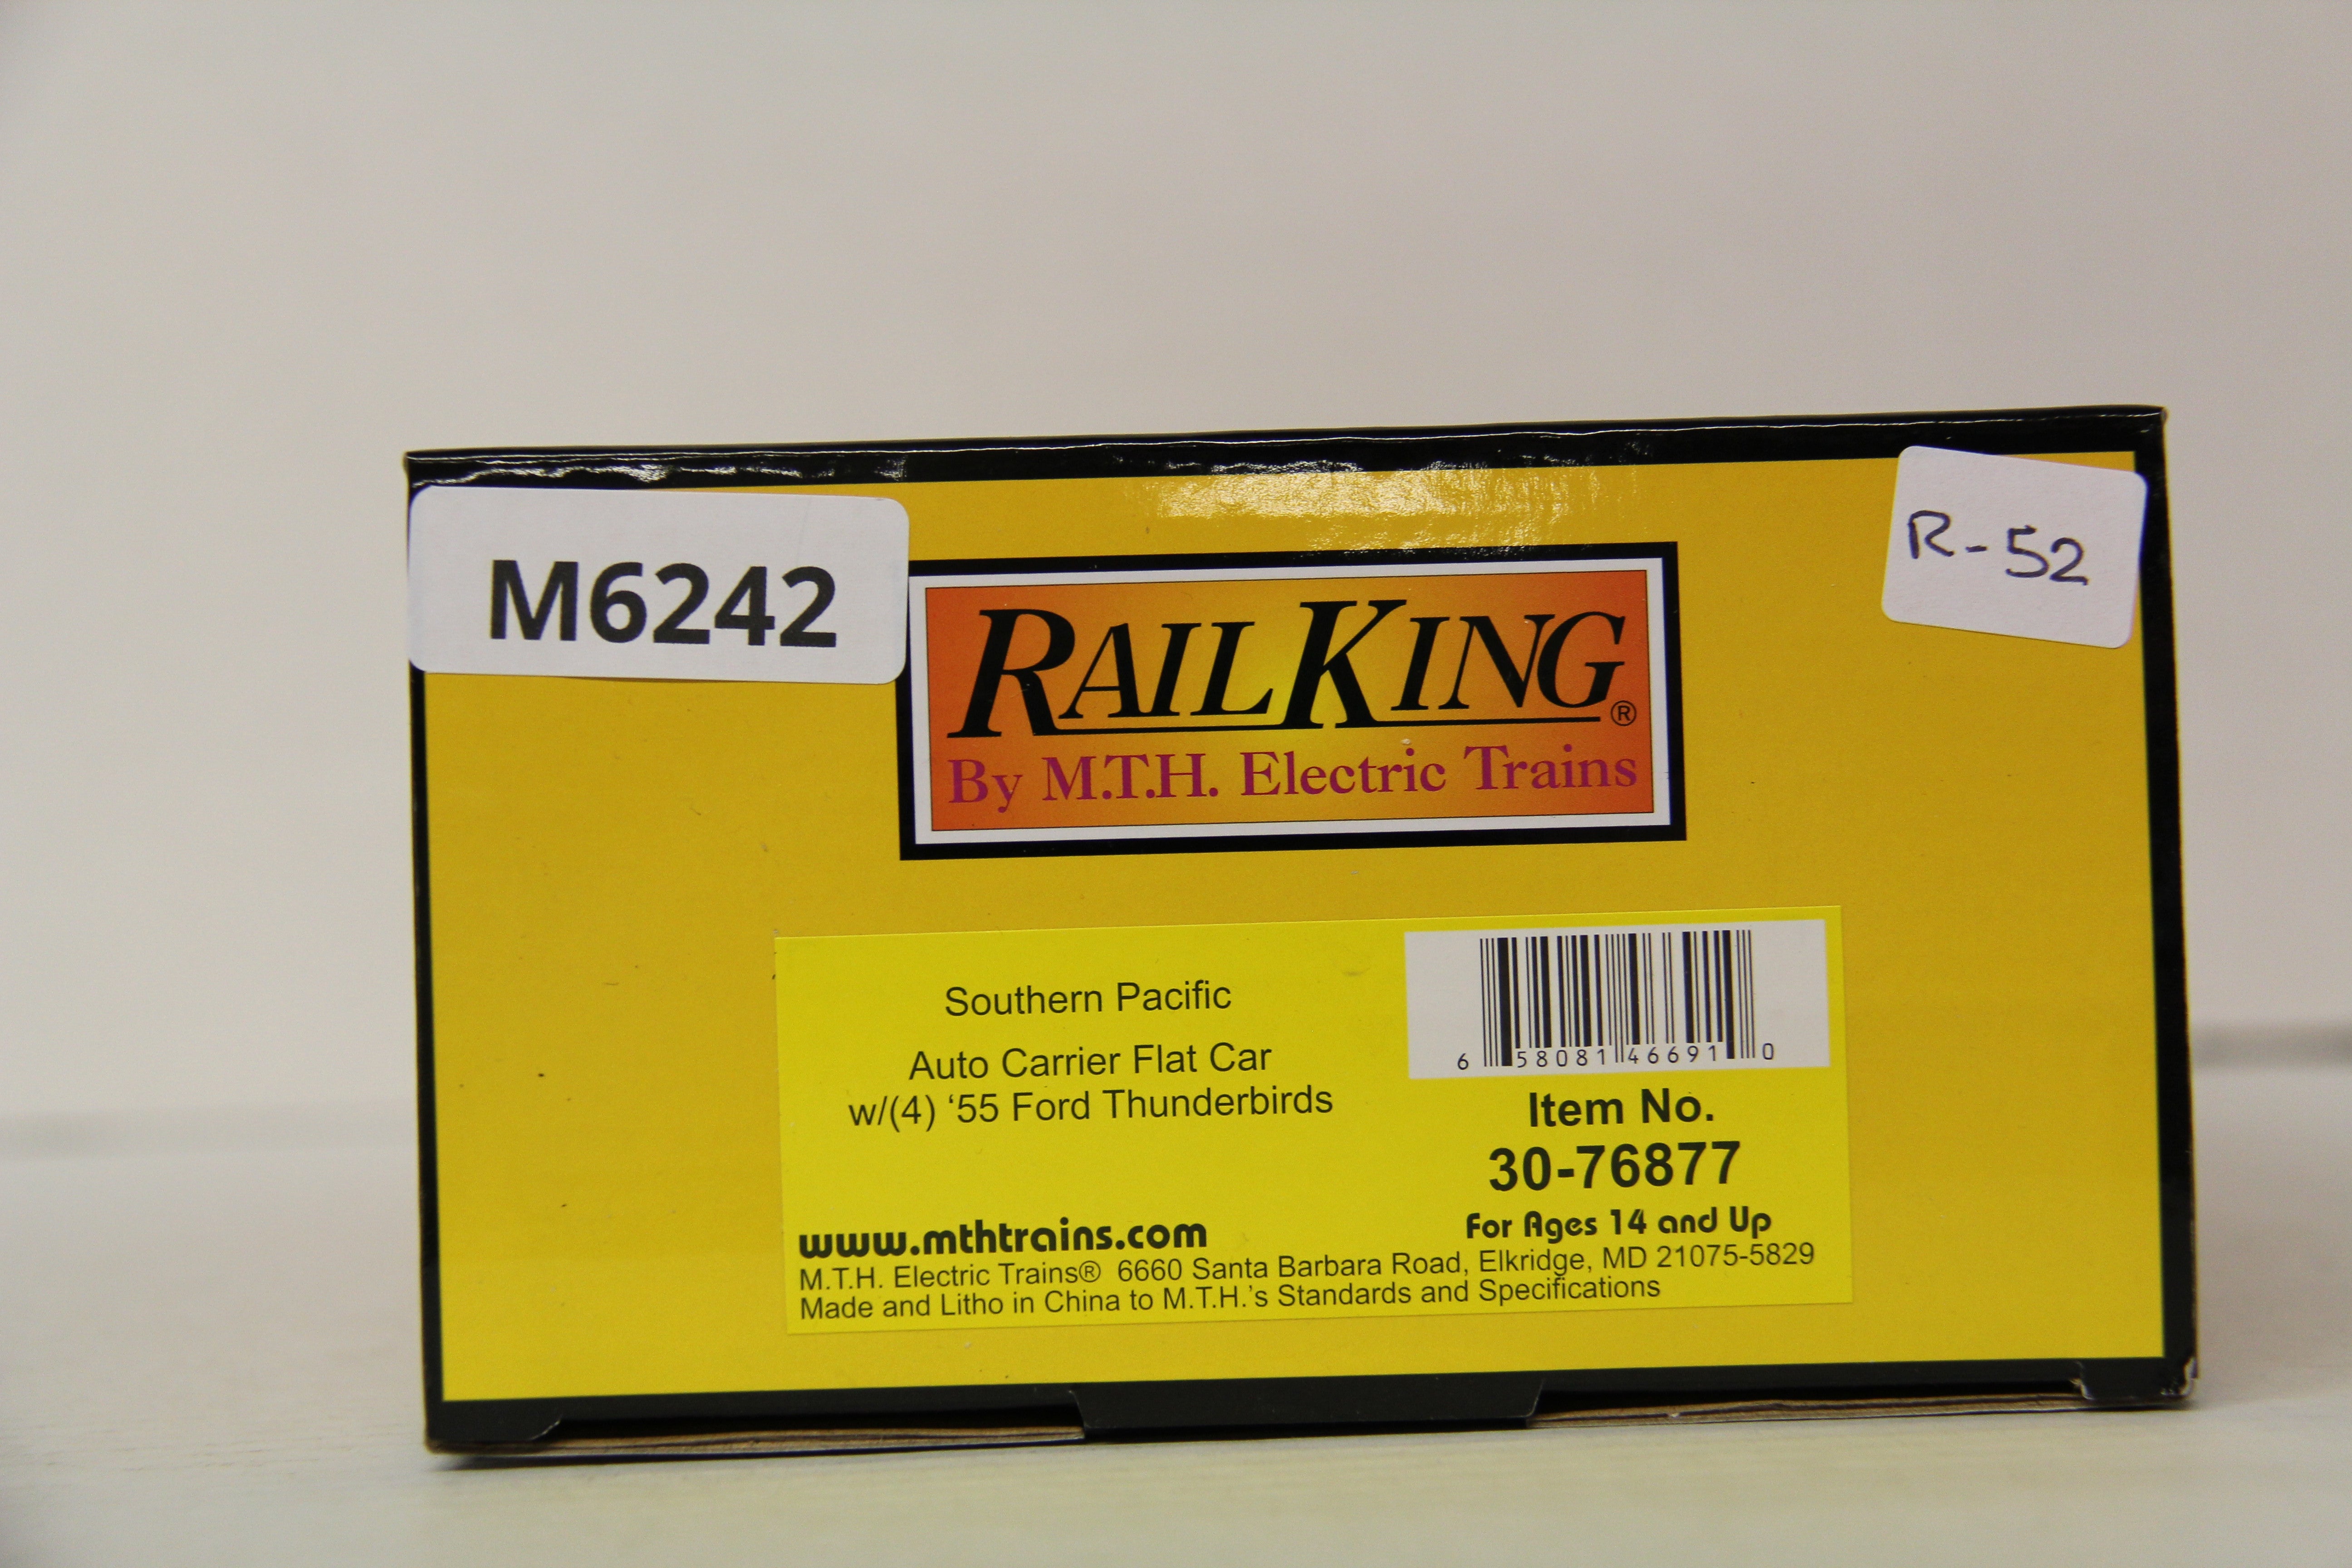 M6242
R-52
RAILKING®
By M.T.H. Electric Trains
Southern Pacific
Auto Carrier Flat Car
w/(4) ‘55 Ford Thunderbirds
6 58081 46691 0
Item No.
30-76877
For Ages 14 and Up
www.mthtrains.com
M.T.H. Electric Trains® 6660 Santa Barbara Road, Elkridge, MD 21075-5829
Made and Litho in China to M.T.H.'s Standards and Specifications